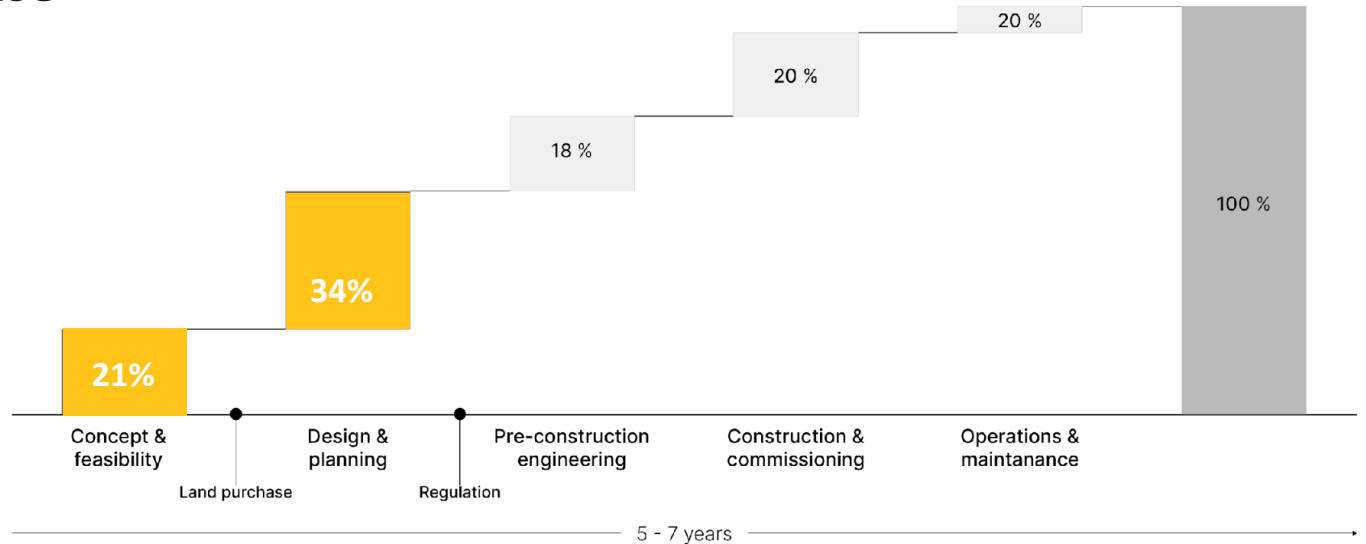 20 %
20 %
18 %
100 %
34%
21%
Concept &
feasibility
Design &
planning
Pre-construction
engineering
Construction &
commissioning
Operations &
maintanance
Land purchase
Regulation
5 - 7 years